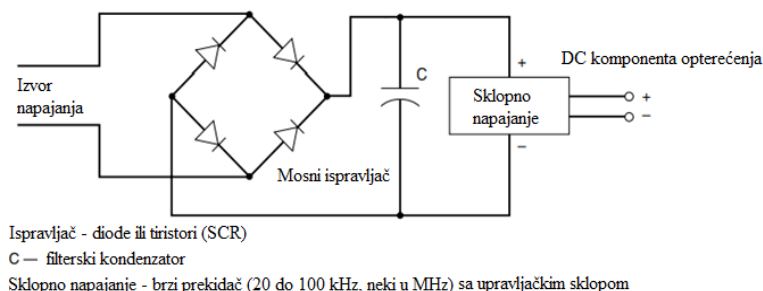 Izvor
napajanja
C
+
DC komponenta opterećenja
Sklopno
napajanje
+
−
−
Mosni ispravljač
Ispravljač - diode ili tiristori (SCR)
C — filterski kondenzator
Sklopno napajanje - brzi prekidač (20 do 100 kHz, neki u MHz) sa upravljačkim sklopom